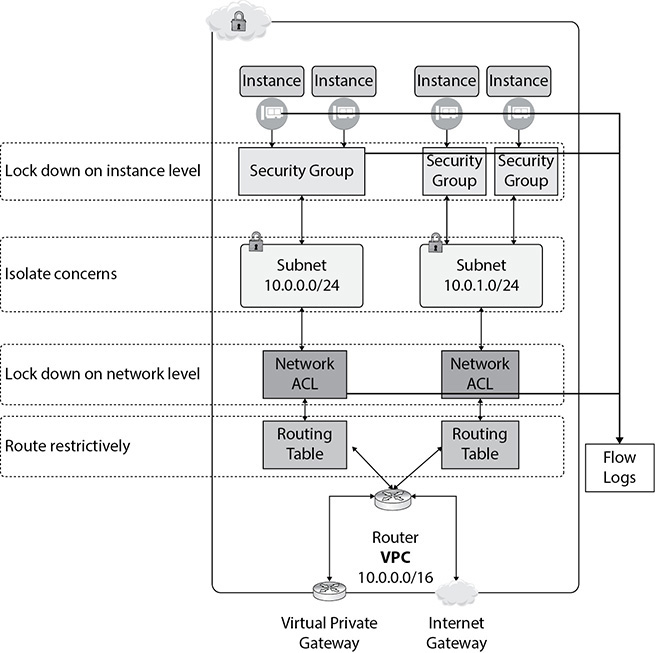 Instance Instance Instance Instance
Lock down on instance level
Security Group
Security
Group
Security
Group
Isolate concerns
Subnet
10.0.0.0/24
Subnet
10.0.1.0/24
Lock down on network level
Network
ACL
Network
ACL
Route restrictively
Routing
Table
Routing
Table
Flow
Logs
Router
VPC
10.0.0.0/16
Virtual Private
Gateway
Internet
Gateway